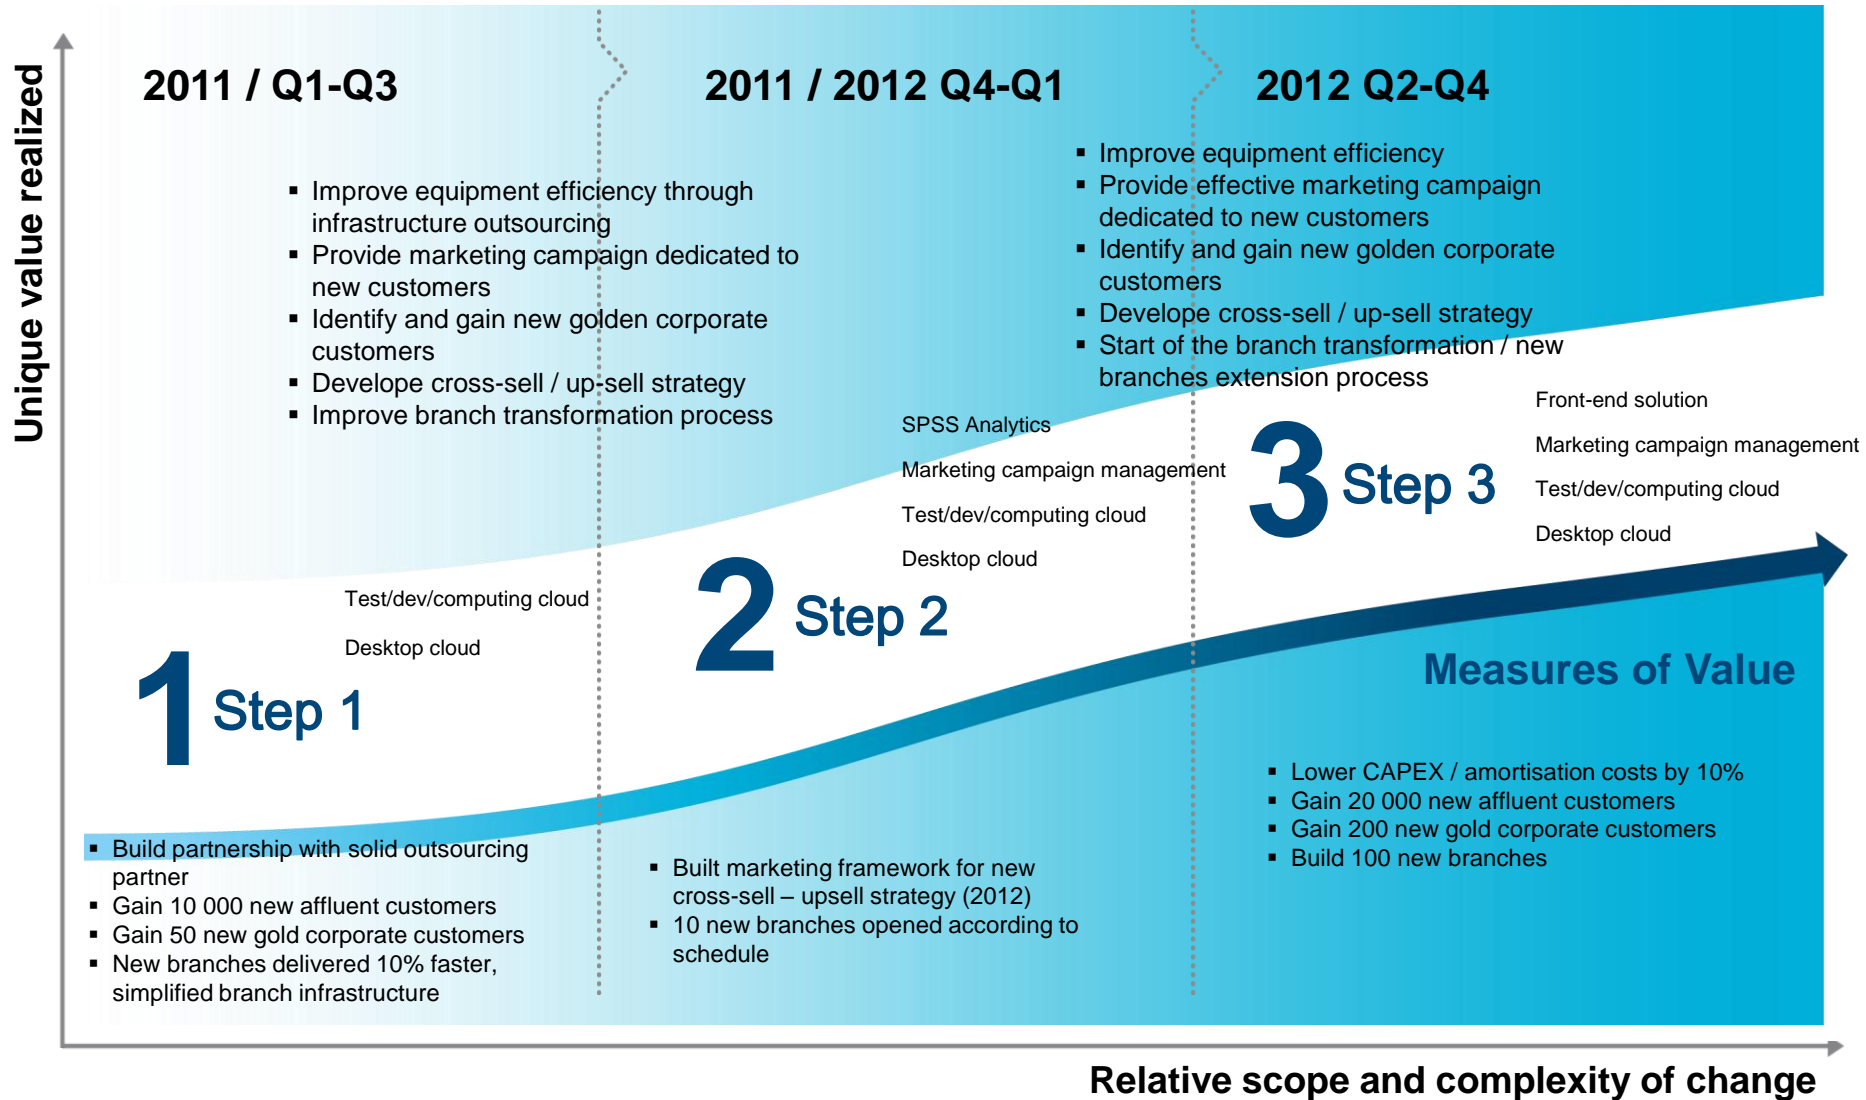 Unique value realized
2011 / Q1-Q3
2011 / 2012 Q4-Q1
2012 Q2-Q4
▪ Improve equipment efficiency through
infrastructure outsourcing
▪ Provide marketing campaign dedicated to
new customers
▪ Identify and gain new golden corporate
customers
▪ Develope cross-sell / up-sell strategy
▪ Improve branch transformation process
▪ Improve equipment efficiency
▪ Provide effective marketing campaign
dedicated to new customers
▪ Identify and gain new golden corporate
customers
▪ Develope cross-sell / up-sell strategy
▪ Start of the branch transformation / new
branches extension process
1 Step 1
Test/dev/computing cloud
Desktop cloud
2 Step 2
SPSS Analytics
Marketing campaign management
Test/dev/computing cloud
Desktop cloud
3 Step 3
Front-end solution
Marketing campaign management
Test/dev/computing cloud
Desktop cloud
Measures of Value
▪ Build partnership with solid outsourcing
partner
▪ Gain 10 000 new affluent customers
▪ Gain 50 new gold corporate customers
▪ New branches delivered 10% faster,
simplified branch infrastructure
▪ Built marketing framework for new
cross-sell – upsell strategy (2012)
▪ 10 new branches opened according to
schedule
▪ Lower CAPEX / amortisation costs by 10%
▪ Gain 20 000 new affluent customers
▪ Gain 200 new gold corporate customers
▪ Build 100 new branches
Relative scope and complexity of change